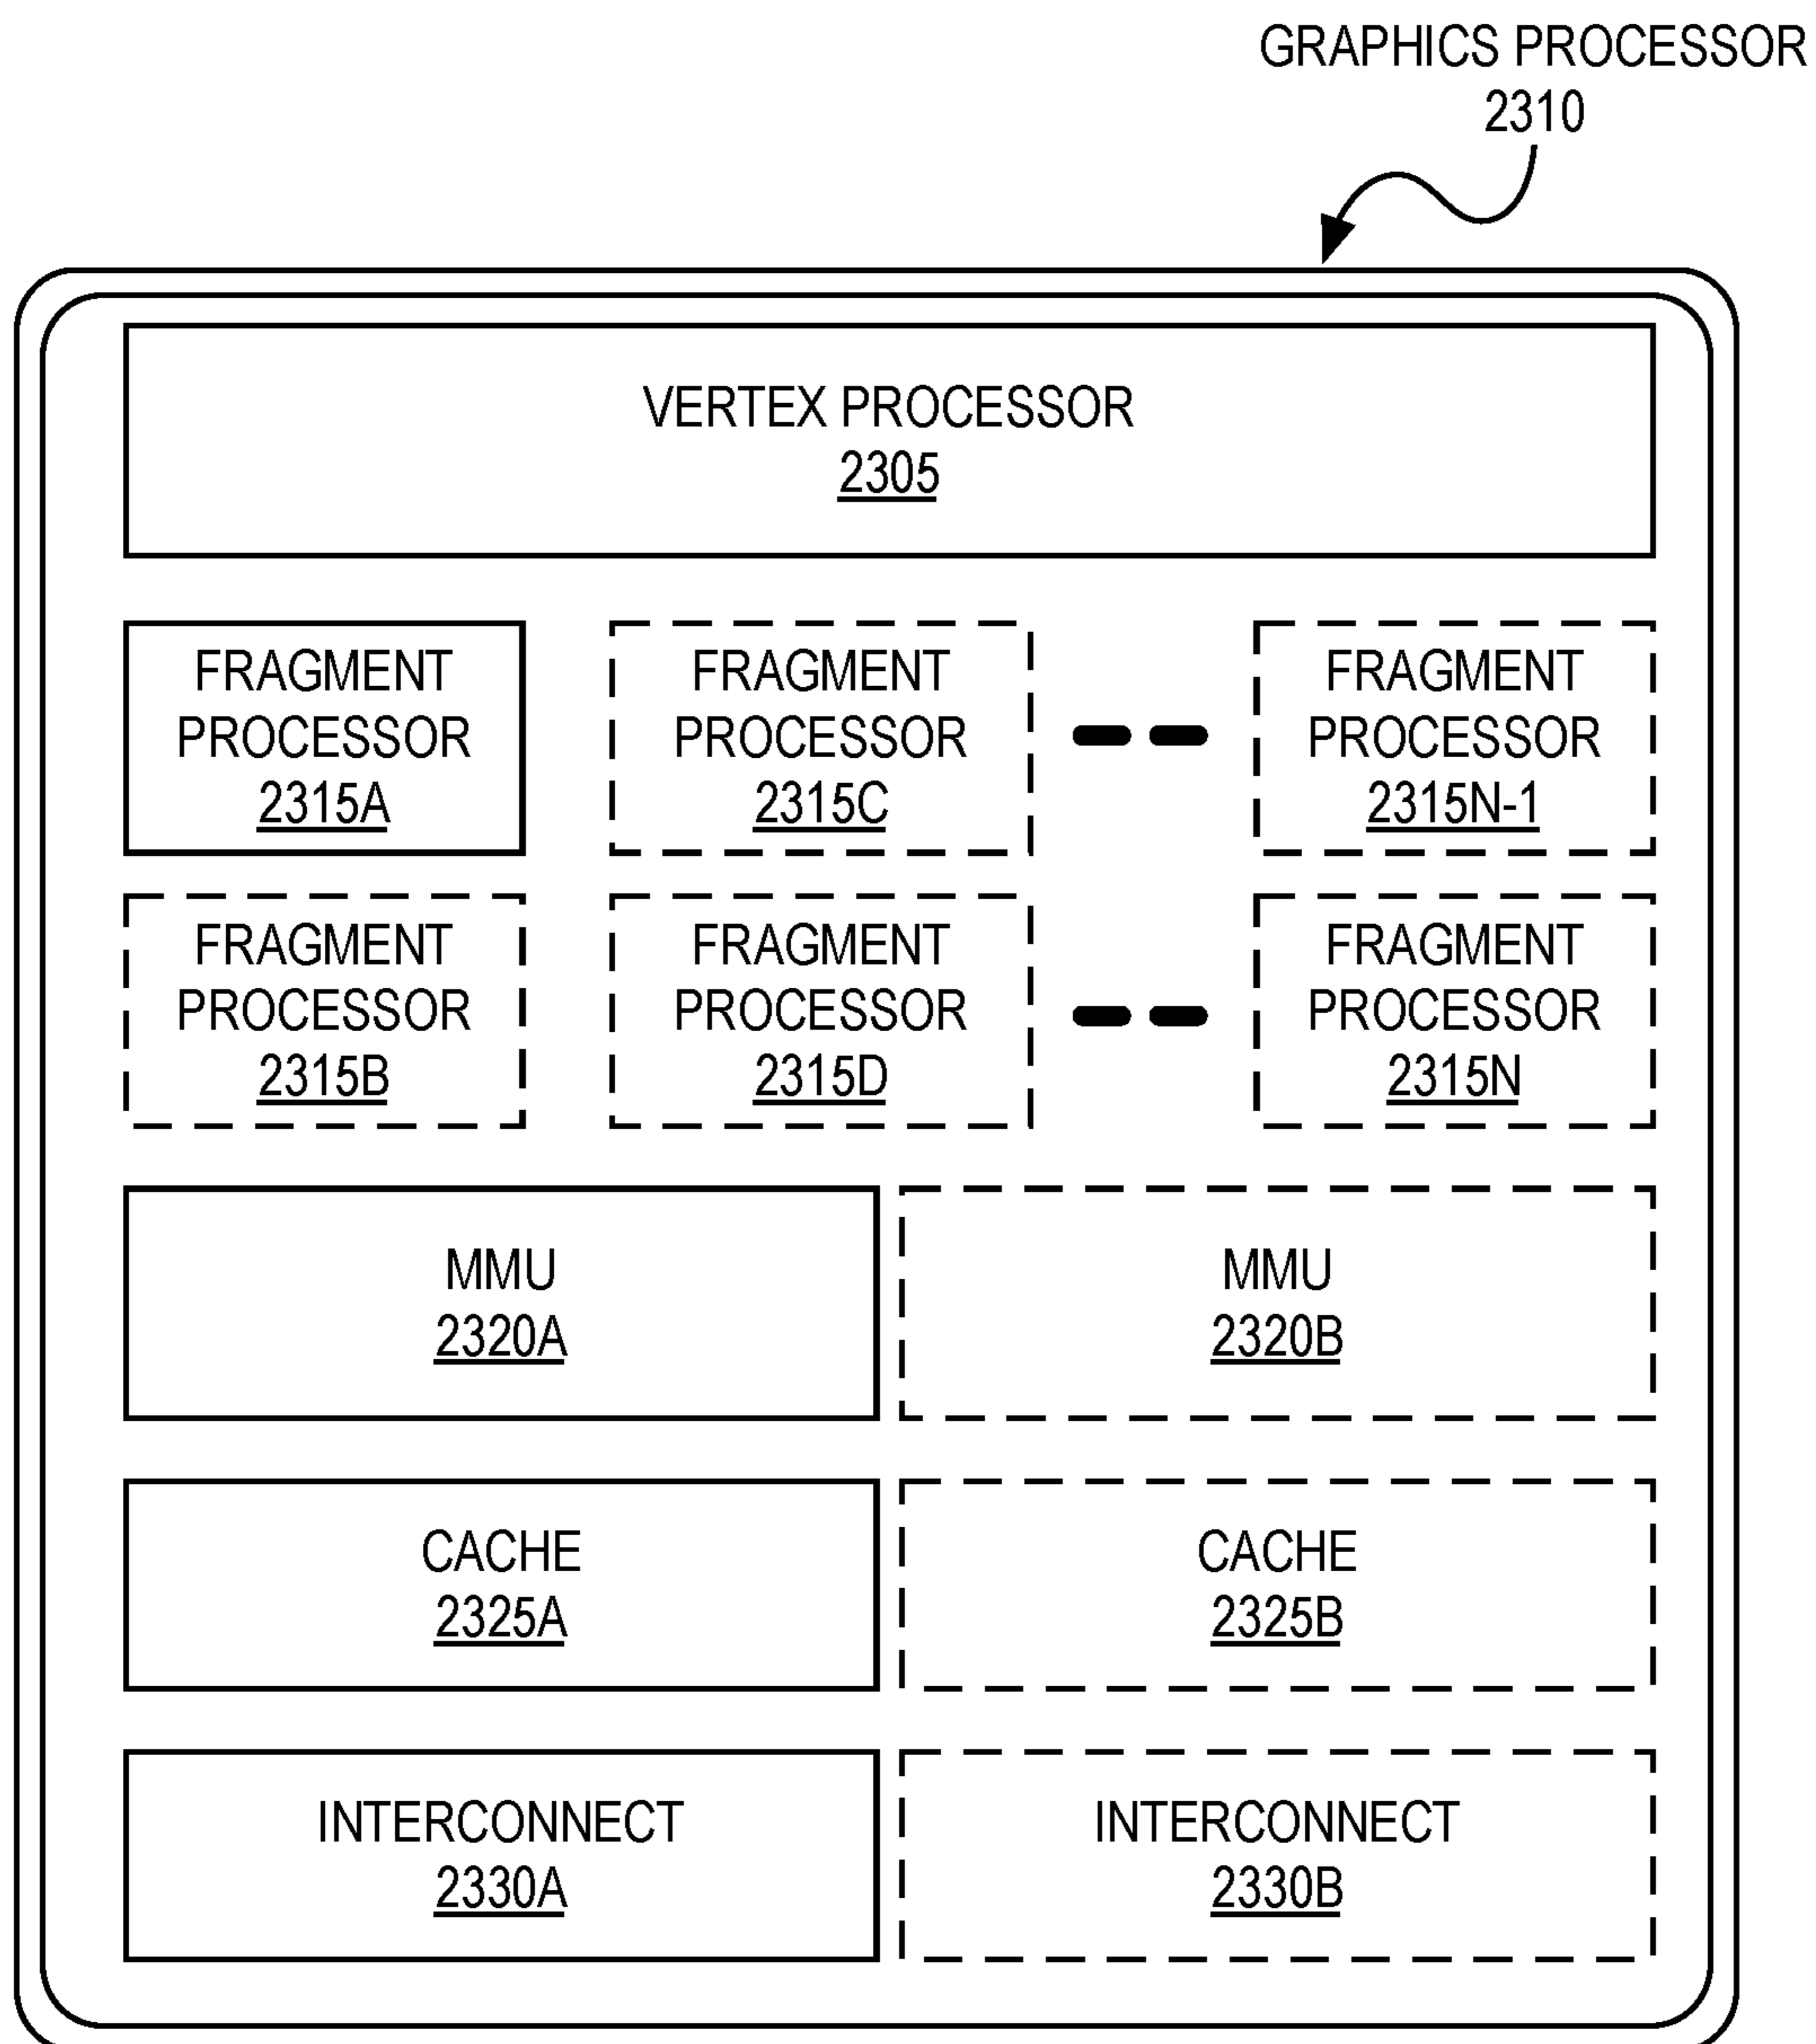 GRAPHICS PROCESSOR
2310
VERTEX PROCESSOR
2305
FRAGMENT
PROCESSOR
2315A
FRAGMENT
PROCESSOR
2315C
FRAGMENT
PROCESSOR
2315N-1
FRAGMENT
PROCESSOR
2315B
FRAGMENT
PROCESSOR
2315D
FRAGMENT
PROCESSOR
2315N
MMU
2320A
MMU
2320B
CACHE
2325A
CACHE
2325B
INTERCONNECT
2330A
INTERCONNECT
2330B